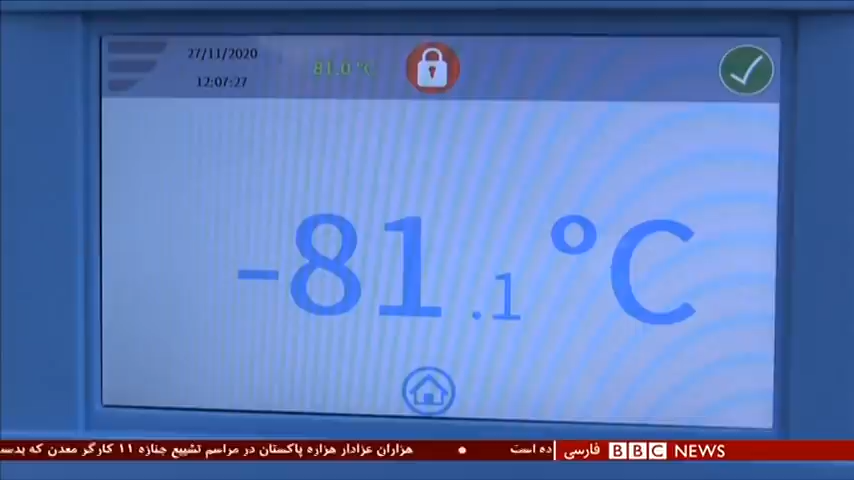 27/11/2020
12:07:27
81.0 °C
-81.1 °C
هزاران عزادار هزاره پاکستان در مراسم تشییع جنازه ۱۱ کارگر معدن که
ده است
فارسی BBC NEWS